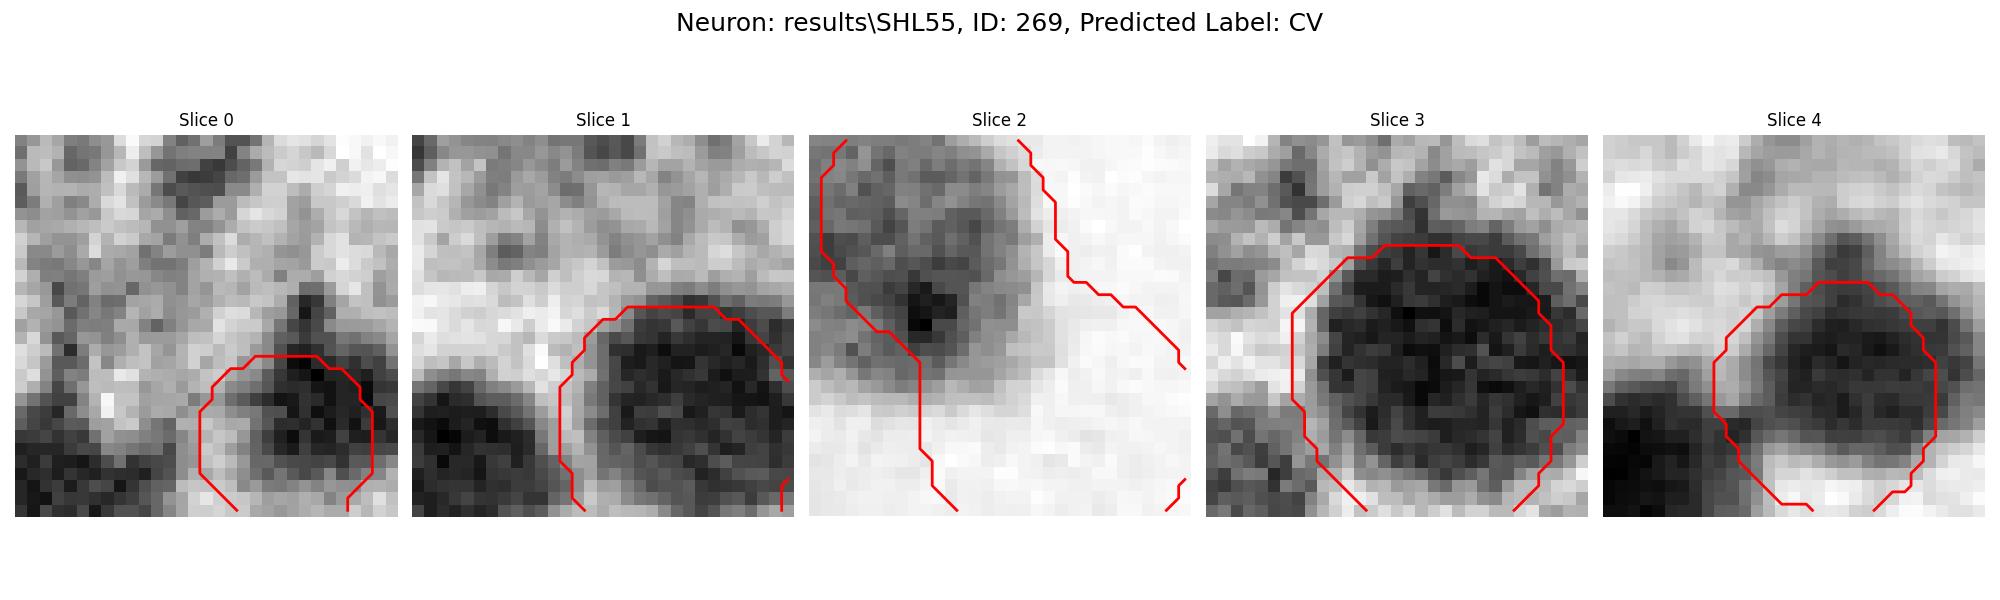 Neuron: results\SHL55, ID: 269, Predicted Label: CV
Slice 0
Slice 1
Slice 2
Slice 3
Slice 4